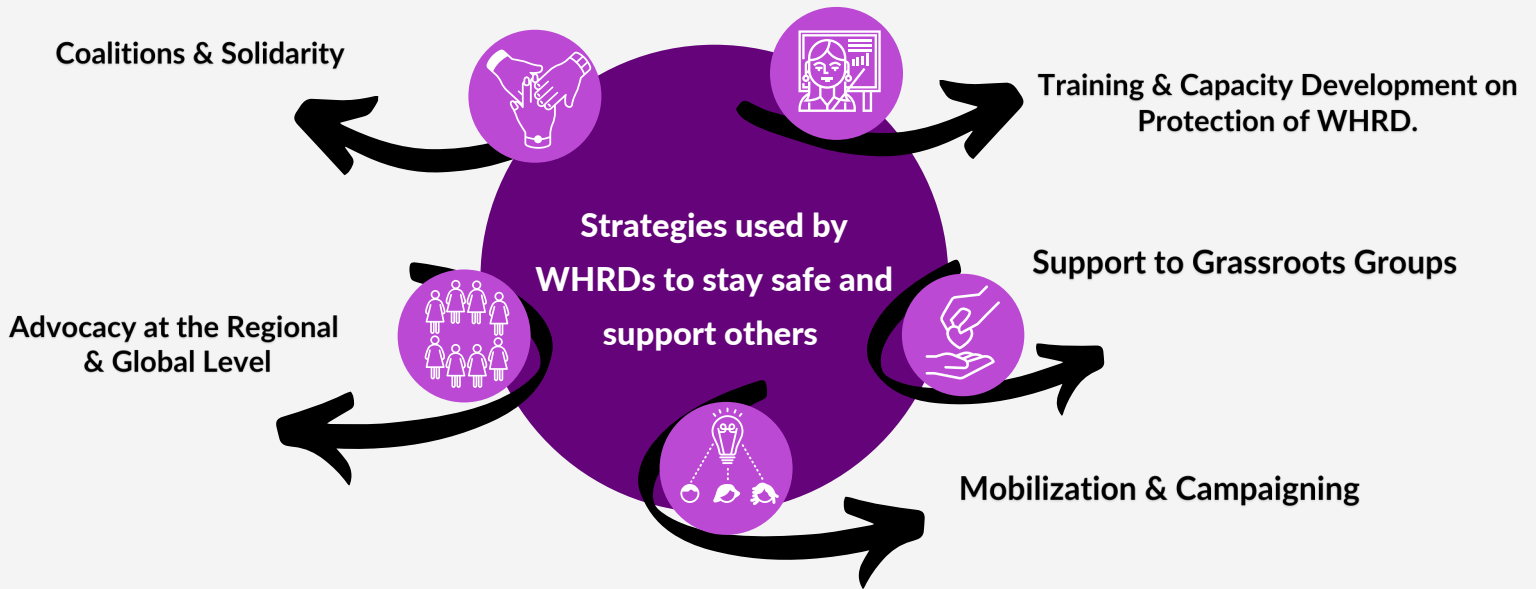 Coalitions & Solidarity
Training & Capacity Development on
Protection of WHRD.
Strategies used by
WHRDs to stay safe and
support others
Support to Grassroots Groups
Advocacy at the Regional
& Global Level
Mobilization & Campaigning